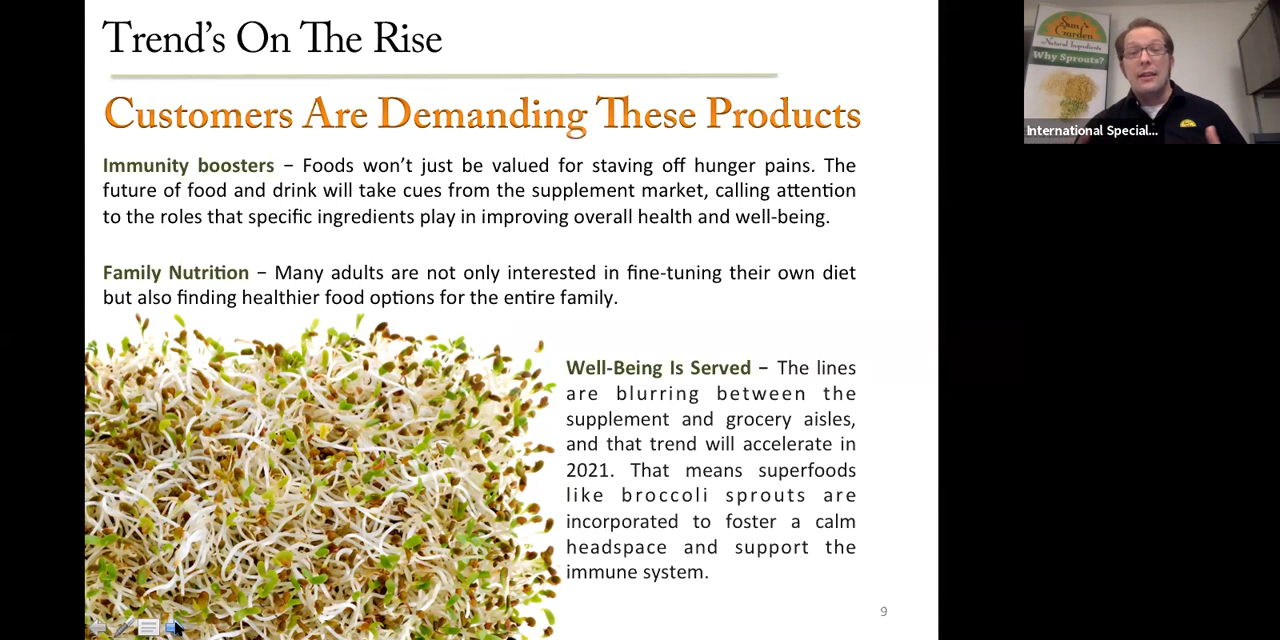 Trend's On The Rise
Customers Are Demanding These Products
Immunity boosters – Foods won't just be valued for staving off hunger pains. The
future of food and drink will take cues from the supplement market, calling attention
to the roles that specific ingredients play in improving overall health and well-being.
Family Nutrition – Many adults are not only interested in fine-tuning their own diet
but also finding healthier food options for the entire family.
Well-Being Is Served – The lines
are blurring between the
supplement and grocery aisles,
and that trend will accelerate in
2021. That means superfoods
like broccoli sprouts are
incorporated to foster a calm
headspace and support the
immune system.
9
Sun
Garden
Natural Ingredients
Why Sprouts?
International Special...